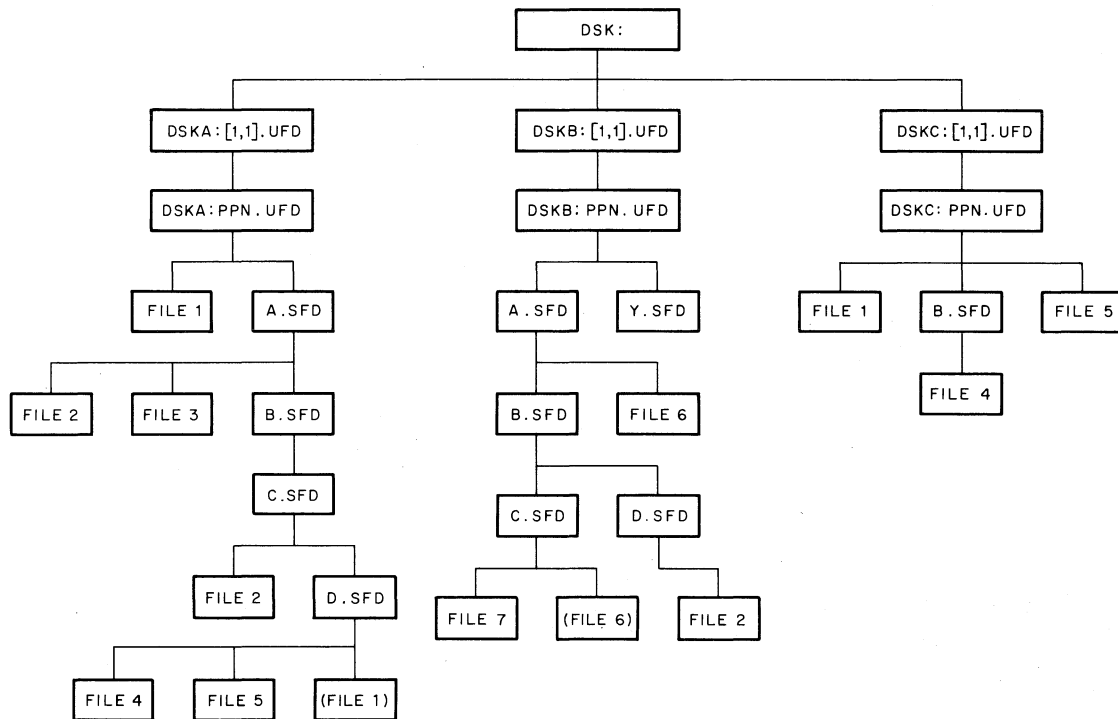 DSK:
DSKA:[1,1].UFD
DSKB:[1,1].UFD
DSKC:[1,1].UFD
DSKA:PPN.UFD
DSKB:PPN.UFD
DSKC:PPN.UFD
FILE 1
A.SFD
A.SFD
Y.SFD
FILE 1
B.SFD
FILE 5
FILE 2
FILE 3
B.SFD
B.SFD
FILE 6
FILE 4
C.SFD
C.SFD
D.SFD
FILE 2
D.SFD
FILE 7
(FILE 6)
FILE 2
FILE 4
FILE 5
(FILE 1)